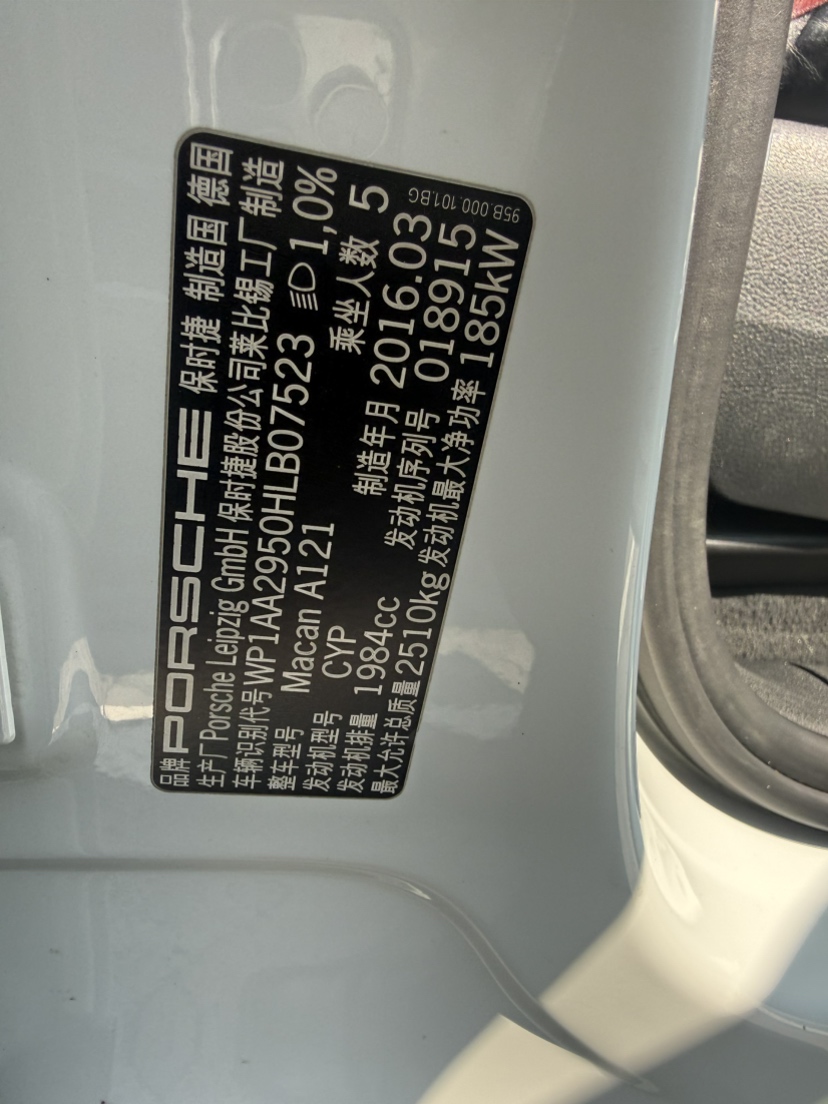 品牌 PORSCHE 保时捷 制造国 德国
生产厂 Porsche Leipzig GmbH 保时捷股份公司莱比锡工厂 制造
车辆识别代号 WP1AA2950HLB07523 1,0%
整车型号 Macan A121 乘坐人数 5
发动机型号 CYP 制造年月 2016.03
发动机排量 1984cc 发动机序列号 018915
最大允许总质量 2510kg 发动机最大净功率 185kW
95B.000.101.BG